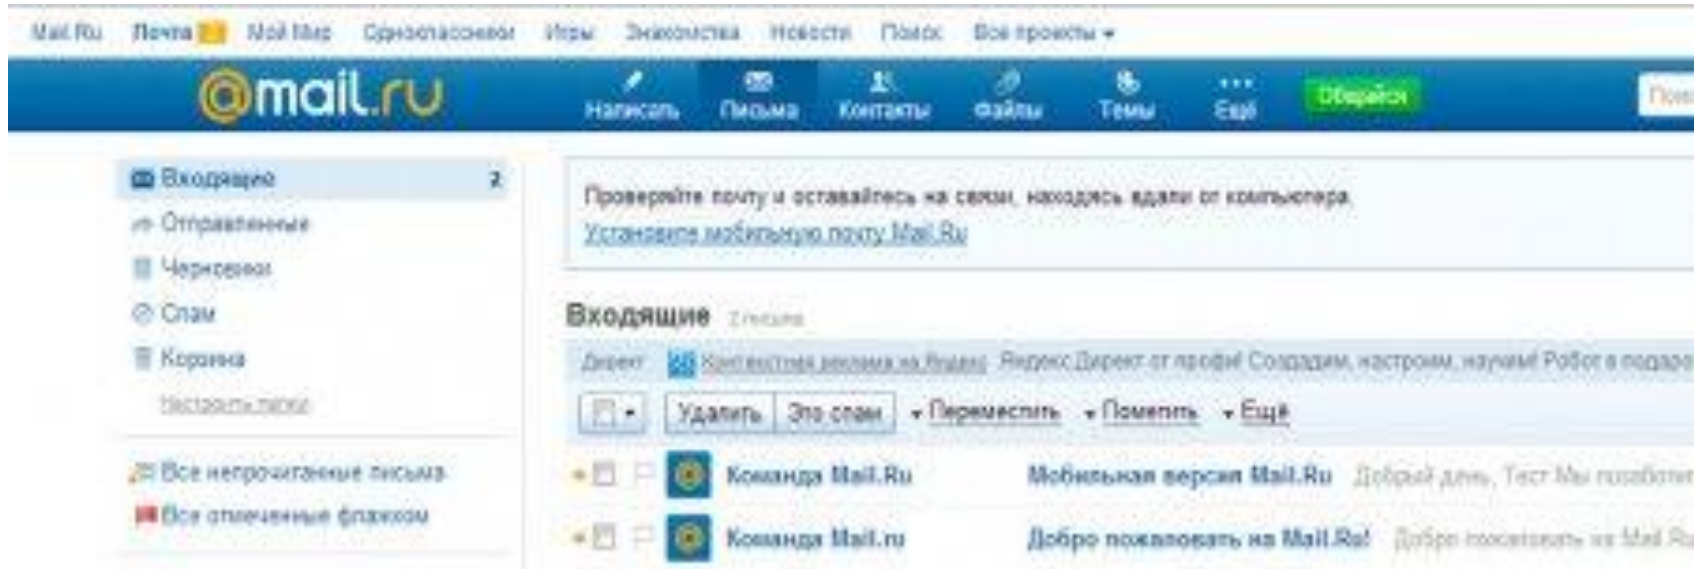 Mail.Ru Почта 2 Мой Мир Одноклассники Игры Знакомства Новости Поиск Все проекты
@mail.ru Написать Письма Контакты Файлы Темы Ещё Общайся
Входящие 2
Отправленные
Черновики
Спам
Корзина
Настроить папки
Все непрочитанные письма
Все отмеченные флажком
Проверяйте почту и оставайтесь на связи, находясь вдали от компьютера.
Установите мобильную почту Mail.Ru
Входящие 2 письма
Директ Контекстная реклама на Яндекс Яндекс.Директ от профи! Создадим, настроим, научим! Робот в подаро
Удалить Это спам Переместить Пометить Ещё
Команда Mail.Ru Мобильная версия Mail.Ru Добрый день, Тест Мы
Команда Mail.ru Добро пожаловать на Mail.Ru! Добро пожаловать на Mail.Ru